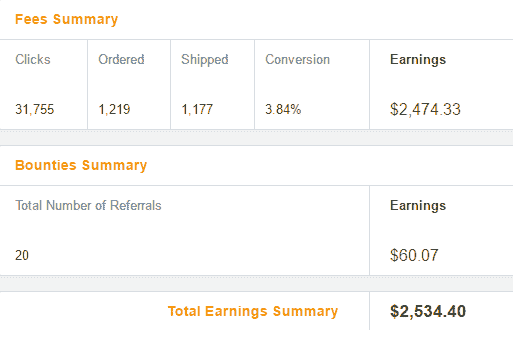 Fees Summary
Clicks Ordered Shipped Conversion Earnings
31,755 1,219 1,177 3.84% $2,474.33
Bounties Summary
Total Number of Referrals Earnings
20 $60.07
Total Earnings Summary $2,534.40